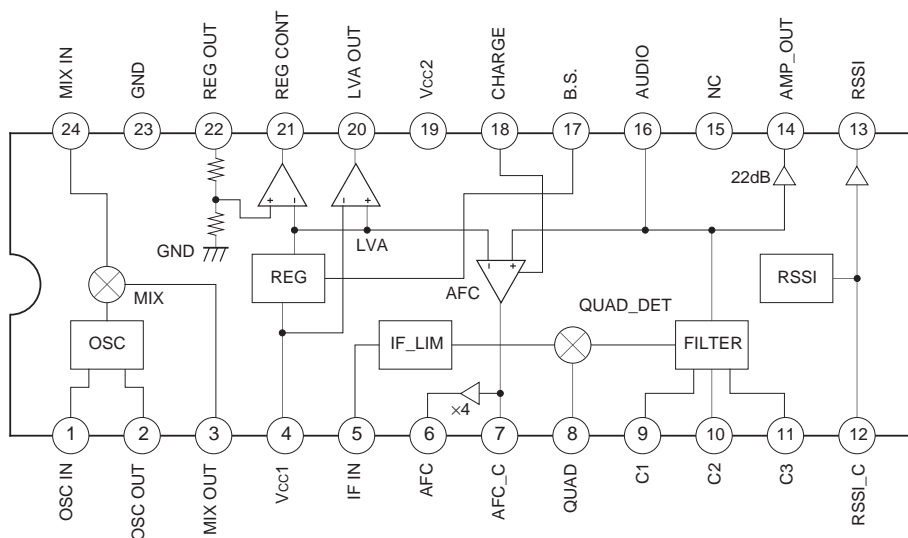 MIX IN
GND
REG OUT
REG CONT
LVA OUT
Vcc2
CHARGE
B.S.
AUDIO
NC
AMP_OUT
RSSI
24
23
22
21
20
19
18
17
16
15
14
13
22dB
+
−
−
+
GND
LVA
−
+
REG
AFC
RSSI
MIX
QUAD_DET
OSC
IF_LIM
FILTER
×4
1
2
3
4
5
6
7
8
9
10
11
12
OSC IN
OSC OUT
MIX OUT
Vcc1
IF IN
AFC
AFC_C
QUAD
C1
C2
C3
RSSI_C